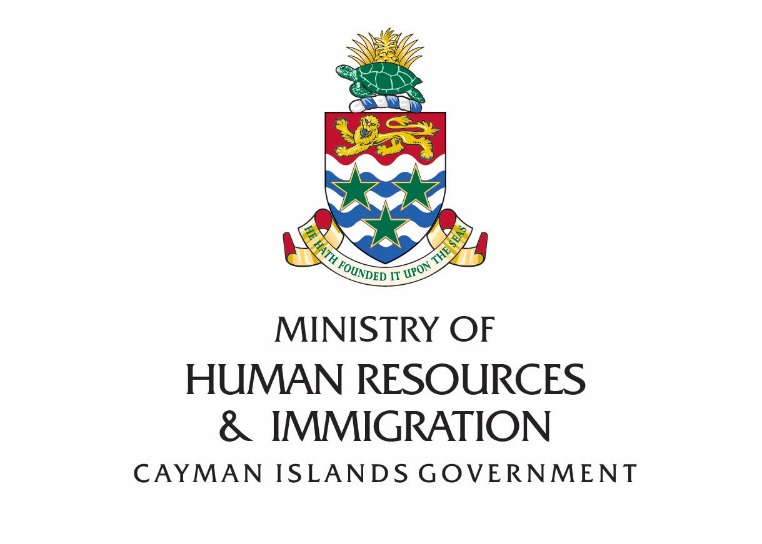 HE HATH FOUNDED IT UPON THE SEAS
MINISTRY OF
HUMAN RESOURCES
& IMMIGRATION
CAYMAN ISLANDS GOVERNMENT